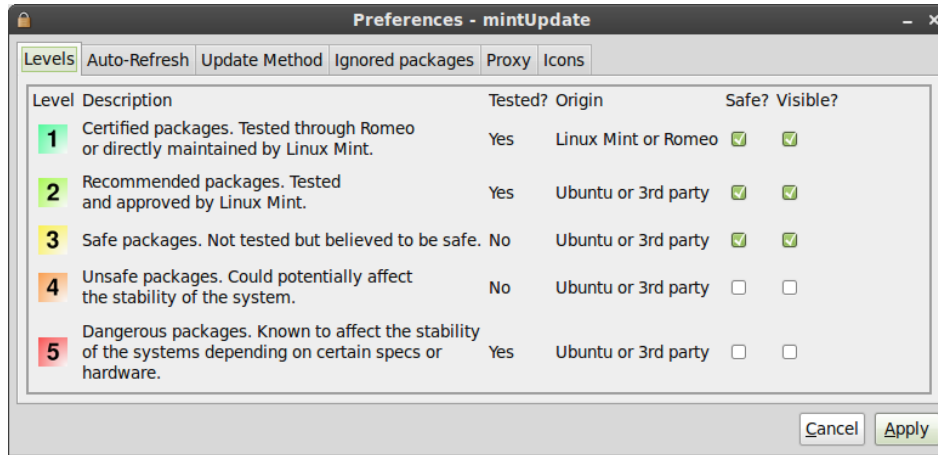 Preferences - mintUpdate
Levels Auto-Refresh Update Method Ignored packages Proxy Icons
Level Description Tested? Origin Safe? Visible?
1 Certified packages. Tested through Romeo
or directly maintained by Linux Mint. Yes Linux Mint or Romeo
2 Recommended packages. Tested
and approved by Linux Mint. Yes Ubuntu or 3rd party
3 Safe packages. Not tested but believed to be safe. No Ubuntu or 3rd party
4 Unsafe packages. Could potentially affect
the stability of the system. No Ubuntu or 3rd party
5 Dangerous packages. Known to affect the stability
of the systems depending on certain specs or Yes Ubuntu or 3rd party
hardware.
Cancel Apply